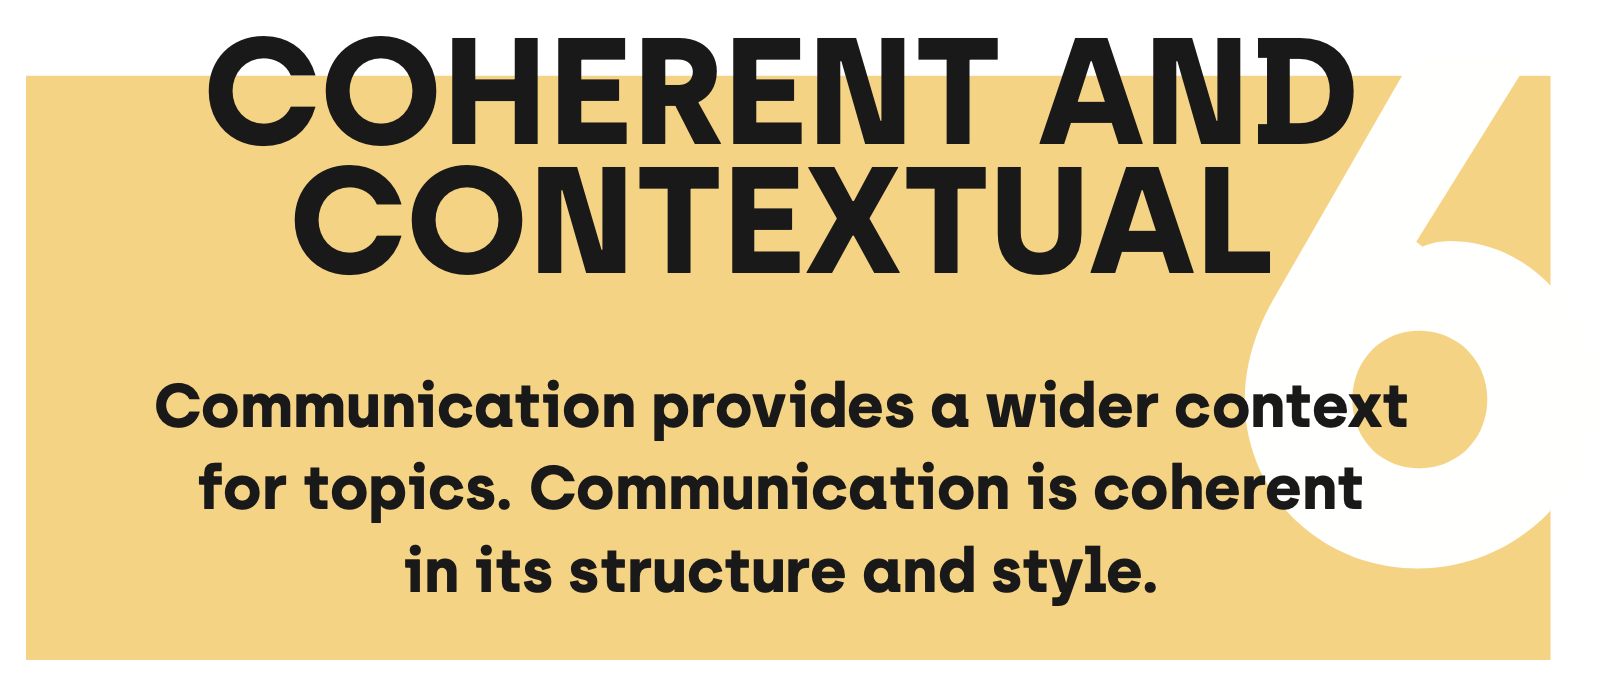 COHERENT AND
CONTEXTUAL
6
Communication provides a wider context
for topics. Communication is coherent
in its structure and style.